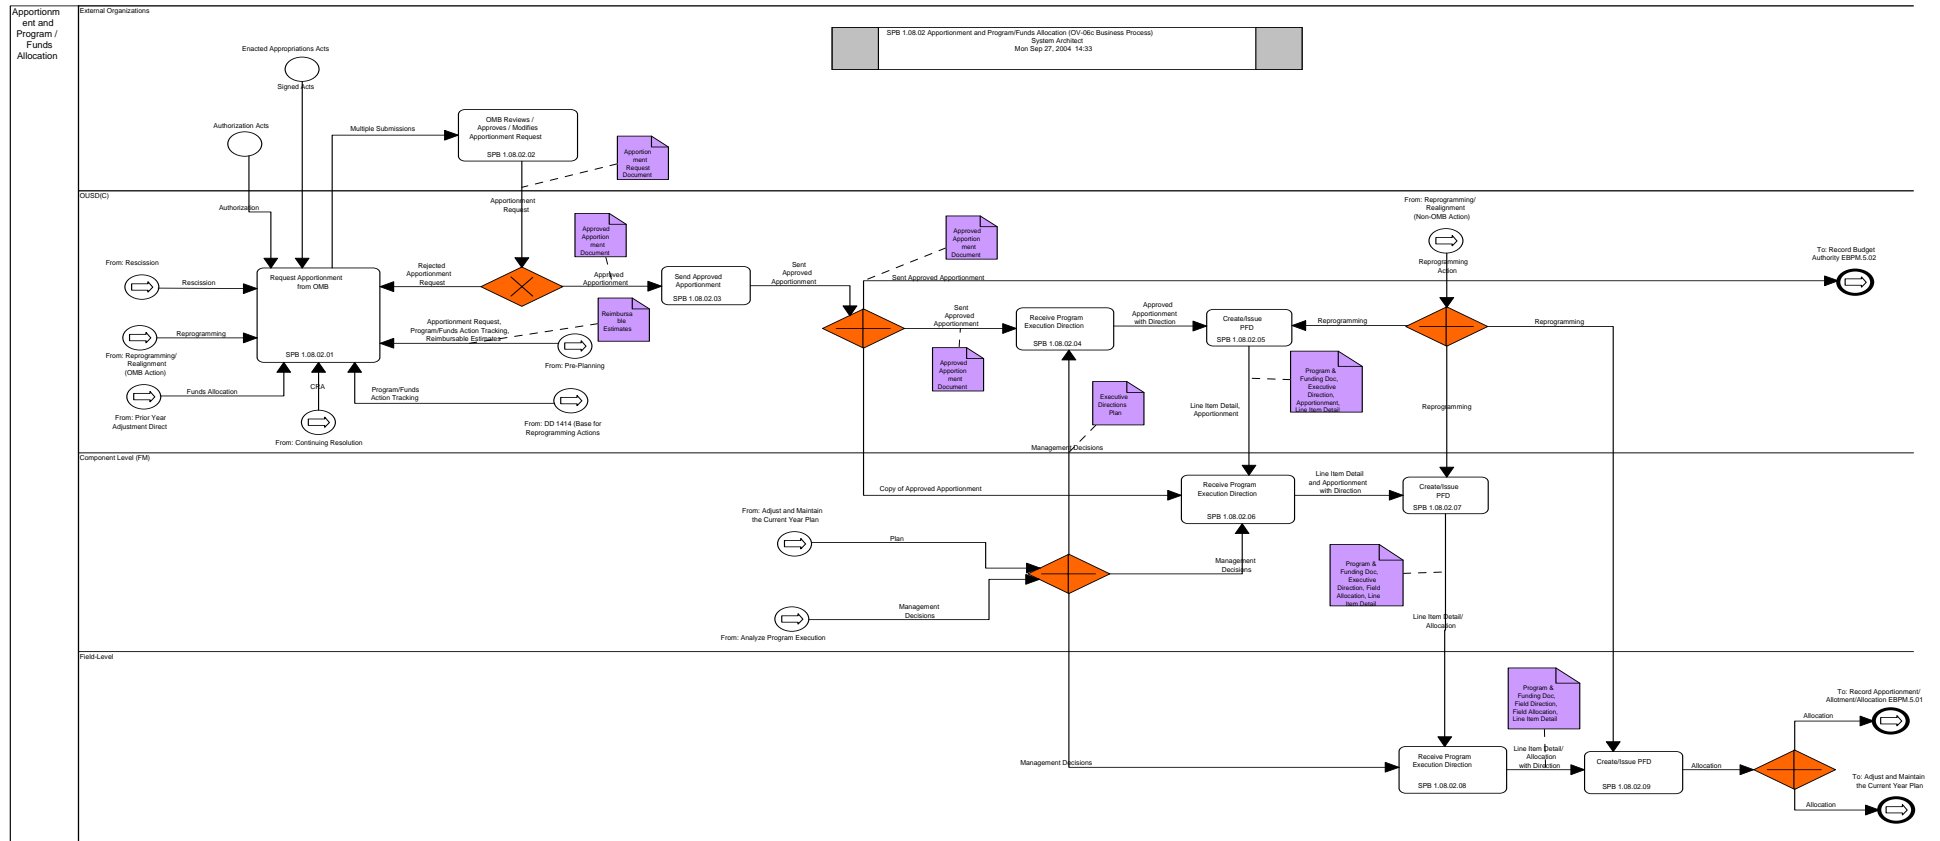 Apportionm
ent and
Program /
Funds
Allocation
External Organizations
SPB 1.08.02 Apportionment and Program/Funds Allocation (OV-06c Business Process)
System Architect
Mon Sep 27, 2004 14:33
Enacted Appropriations Acts
Signed Acts
Authorization Acts
Multiple Submissions
OMB Reviews /
Approves / Modifies
Apportionment Request
SPB 1.08.02.02
Apportion
ment
Request
Document
OUSD(C)
Authorization
Apportionment
Request
From: Rescission
Rescission
Request Apportionment
from OMB
SPB 1.08.02.01
Reprogramming
From: Reprogramming/
Realignment
(OMB Action)
Funds Allocation
From: Prior Year
Adjustment Direct
CRA
From: Continuing Resolution
Program/Funds
Action Tracking
From: DD 1414 (Base for
Reprogramming Actions
Rejected
Apportionment
Request
Apportionment Request,
Program/Funds Action Tracking,
Reimbursable Estimates
Reimbursa
ble
Estimates
From: Pre-Planning
Approved
Apportion
ment
Document
Approved
Apportionment
Send Approved
Apportionment
SPB 1.08.02.03
Sent
Approved
Apportionment
Approved
Apportion
ment
Document
Sent Approved Apportionment
Sent
Approved
Apportionment
Approved
Apportion
ment
Document
Receive Program
Execution Direction
SPB 1.08.02.04
Approved
Apportionment
with Direction
Create/Issue
PFD
SPB 1.08.02.05
Program &
Funding Doc,
Executive
Direction,
Apportionment,
Line Item Detail
Line Item Detail,
Apportionment
Executive
Directions
Plan
Management Decisions
From: Reprogramming/
Realignment
(Non-OMB Action)
Reprogramming
Action
Reprogramming
Reprogramming
Reprogramming
To: Record Budget
Authority EBPM.5.02
Component Level (FM)
Copy of Approved Apportionment
Receive Program
Execution Direction
SPB 1.08.02.06
Line Item Detail
and Apportionment
with Direction
Create/Issue
PFD
SPB 1.08.02.07
From: Adjust and Maintain
the Current Year Plan
Plan
Management
Decisions
From: Analyze Program Execution
Management
Decisions
Program &
Funding Doc,
Executive
Direction, Field
Allocation, Line
Item Detail
Line Item Detail/
Allocation
Field-Level
Management Decisions
Receive Program
Execution Direction
SPB 1.08.02.08
Program &
Funding Doc,
Field Direction,
Field Allocation,
Line Item Detail
Line Item Detail/
Allocation
with Direction
Create/Issue PFD
SPB 1.08.02.09
Allocation
To: Record Apportionment/
Allotment/Allocation EBPM.5.01
Allocation
To: Adjust and Maintain
the Current Year Plan
Allocation